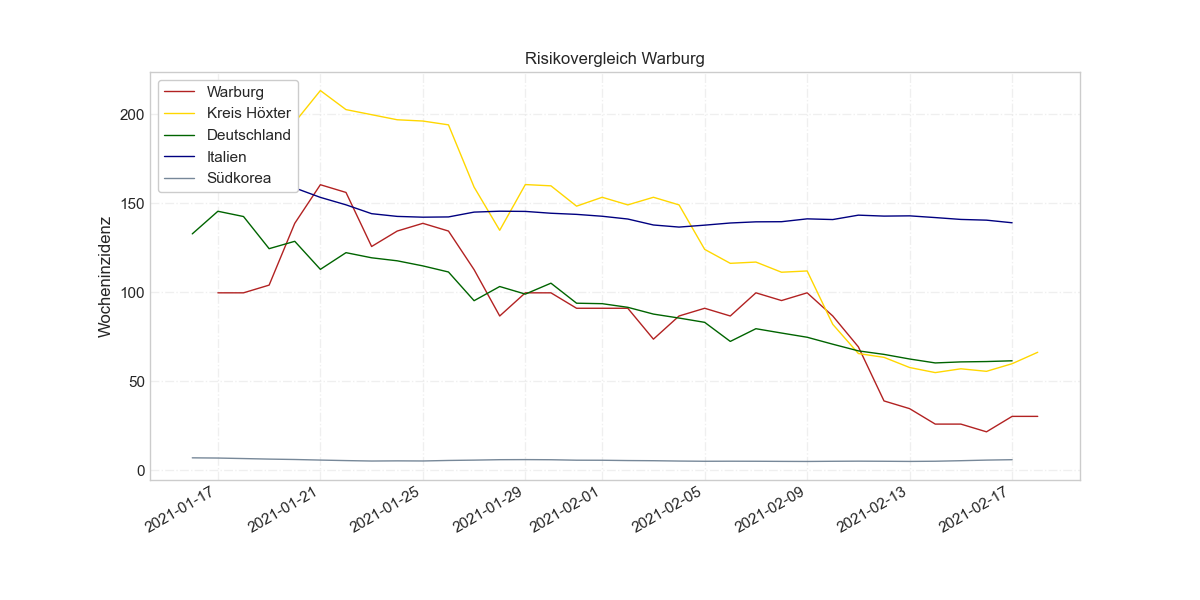 Risikovergleich Warburg
Warburg
Kreis Höxter
Deutschland
Italien
Südkorea
Wocheninzidenz
200
150
100
50
0
2021-01-17
2021-01-21
2021-01-25
2021-01-29
2021-02-01
2021-02-05
2021-02-09
2021-02-13
2021-02-17